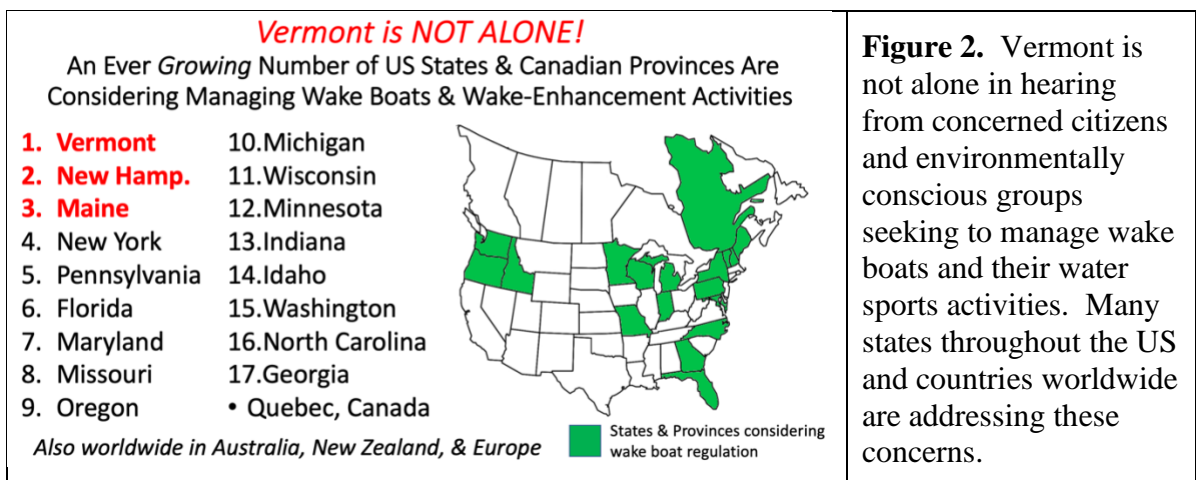 Vermont is NOT ALONE!
An Ever Growing Number of US States & Canadian Provinces Are
Considering Managing Wake Boats & Wake-Enhancement Activities
1. Vermont
2. New Hamp.
3. Maine
4. New York
5. Pennsylvania
6. Florida
7. Maryland
8. Missouri
9. Oregon
10.Michigan
11.Wisconsin
12.Minnesota
13.Indiana
14.Idaho
15.Washington
16.North Carolina
17.Georgia
• Quebec, Canada
Also worldwide in Australia, New Zealand, & Europe
States & Provinces considering
wake boat regulation
Figure 2. Vermont is
not alone in hearing
from concerned citizens
and environmentally
conscious groups
seeking to manage wake
boats and their water
sports activities. Many
states throughout the US
and countries worldwide
are addressing these
concerns.